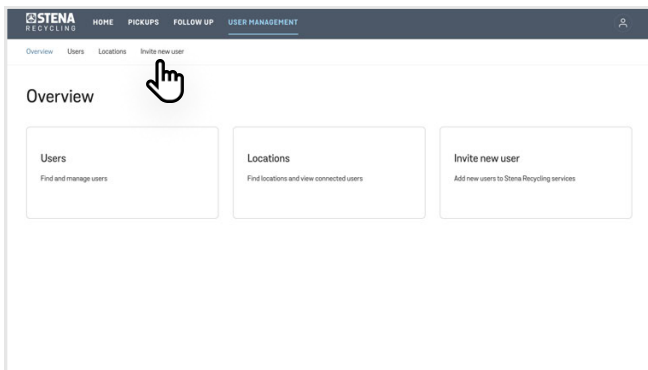 STENA
RECYCLING
HOME PICKUPS FOLLOW UP USER MANAGEMENT
Overview Users Locations Invite new user
Overview
Users
Find and manage users
Locations
Find locations and view connected users
Invite new user
Add new users to Stena Recycling services